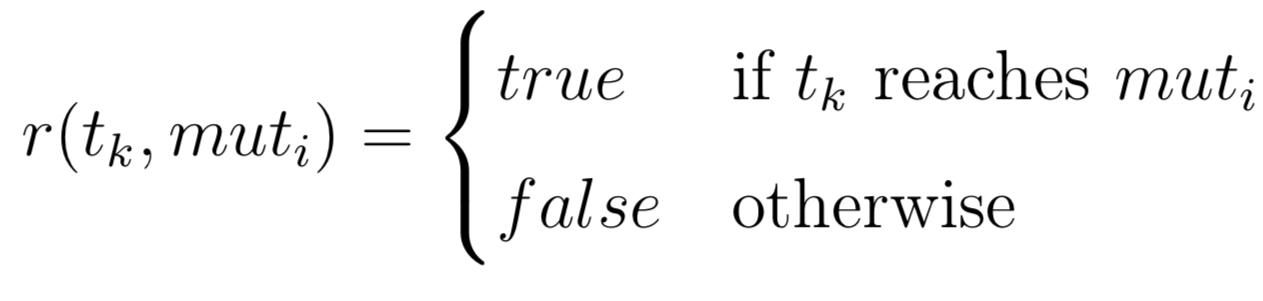 r(t_k, mut_i) = { true if t_k reaches mut_i
false otherwise